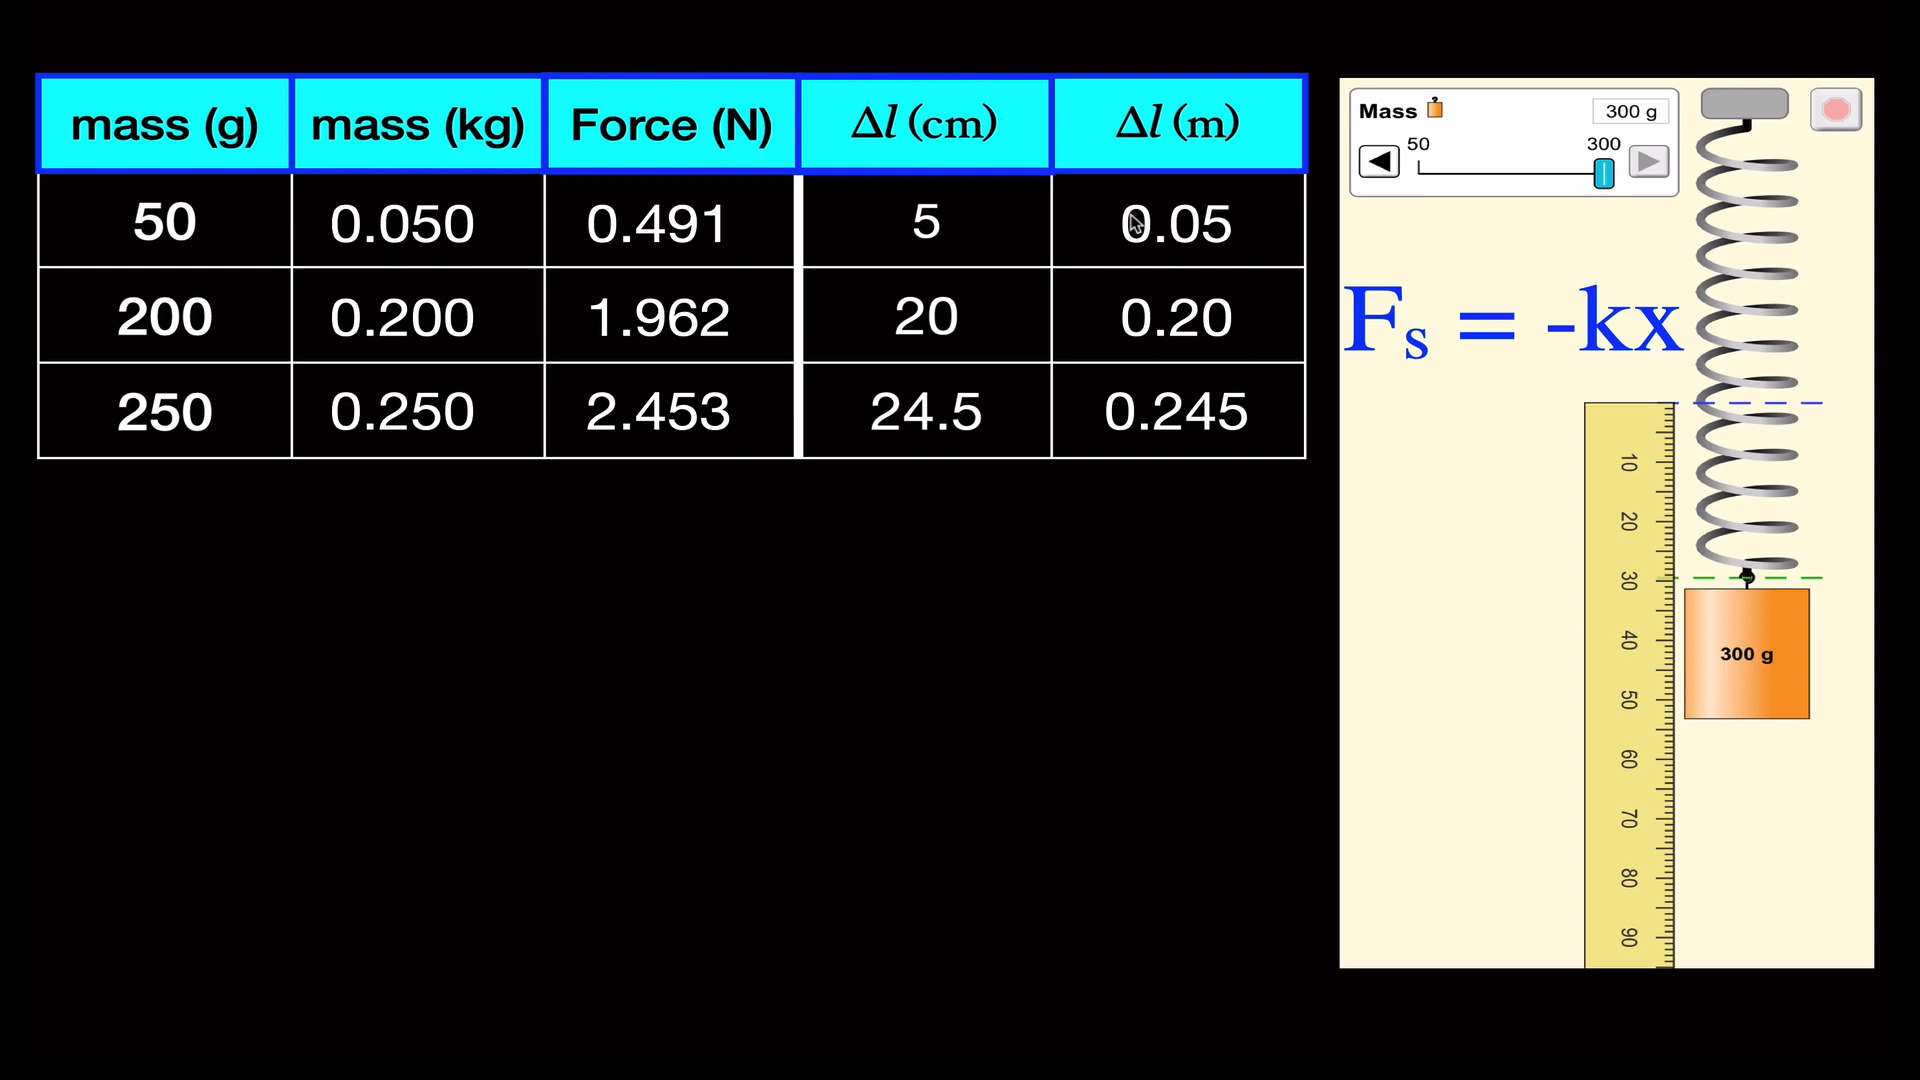 mass (g) mass (kg) Force (N) Δl (cm) Δl (m)
50 0.050 0.491 5 0.05
200 0.200 1.962 20 0.20
250 0.250 2.453 24.5 0.245
Mass 300 g
50 300
Fs = -kx
10
20
30
40
50
60
70
80
90
300 g